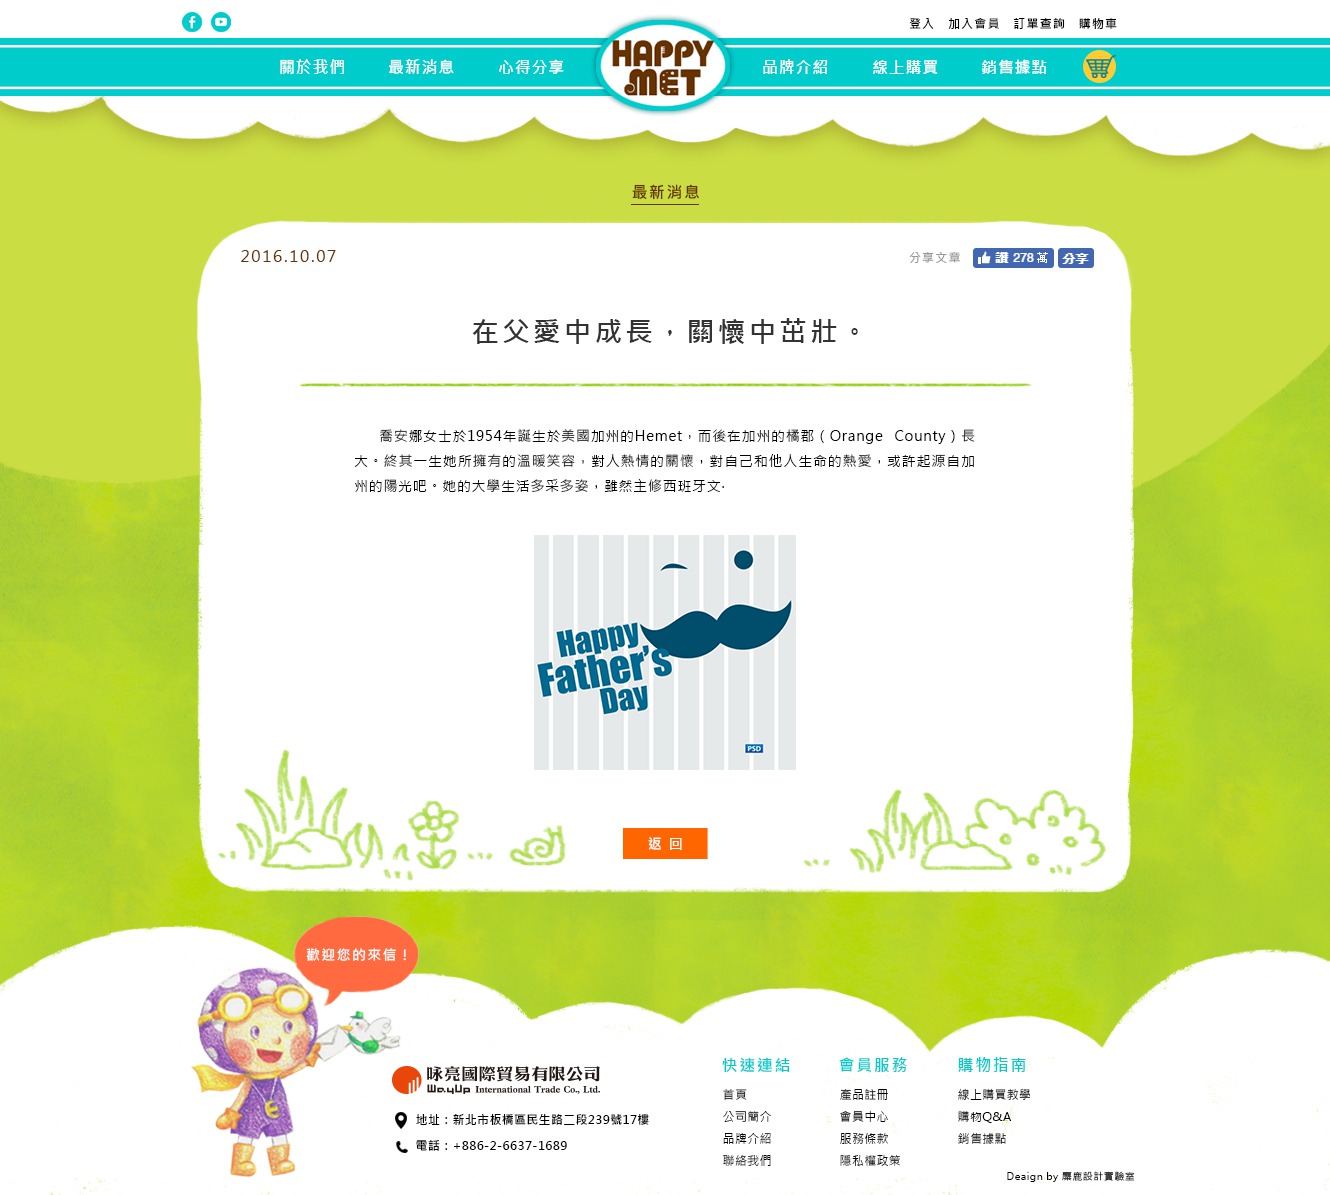 登入 加入會員 訂單查詢 購物車
關於我們 最新消息 心得分享 HAPPY MET 品牌介紹 線上購買 銷售據點
最新消息
2016.10.07
分享文章 讚 278 萬 分享
在父愛中成長，關懷中茁壯。
喬安娜女士於1954年誕生於美國加州的Hemet，而後在加州的橘郡（Orange County）長
大。終其一生她所擁有的溫暖笑容，對人熱情的關懷，對自己和他人生命的熱愛，或許起源自加
州的陽光吧。她的大學生活多采多姿，雖然主修西班牙文·
Happy
Father's
Day
PSD
返 回
歡迎您的來信！
咏亮國際貿易有限公司
WayUp International Trade Co., Ltd.
地址：新北市板橋區民生路二段239號17樓
電話：+886-2-6637-1689
快速連結
首頁
公司簡介
品牌介紹
聯絡我們
會員服務
產品註冊
會員中心
服務條款
隱私權政策
購物指南
線上購買教學
購物Q&A
銷售據點
Deaign by 麋鹿設計實驗室